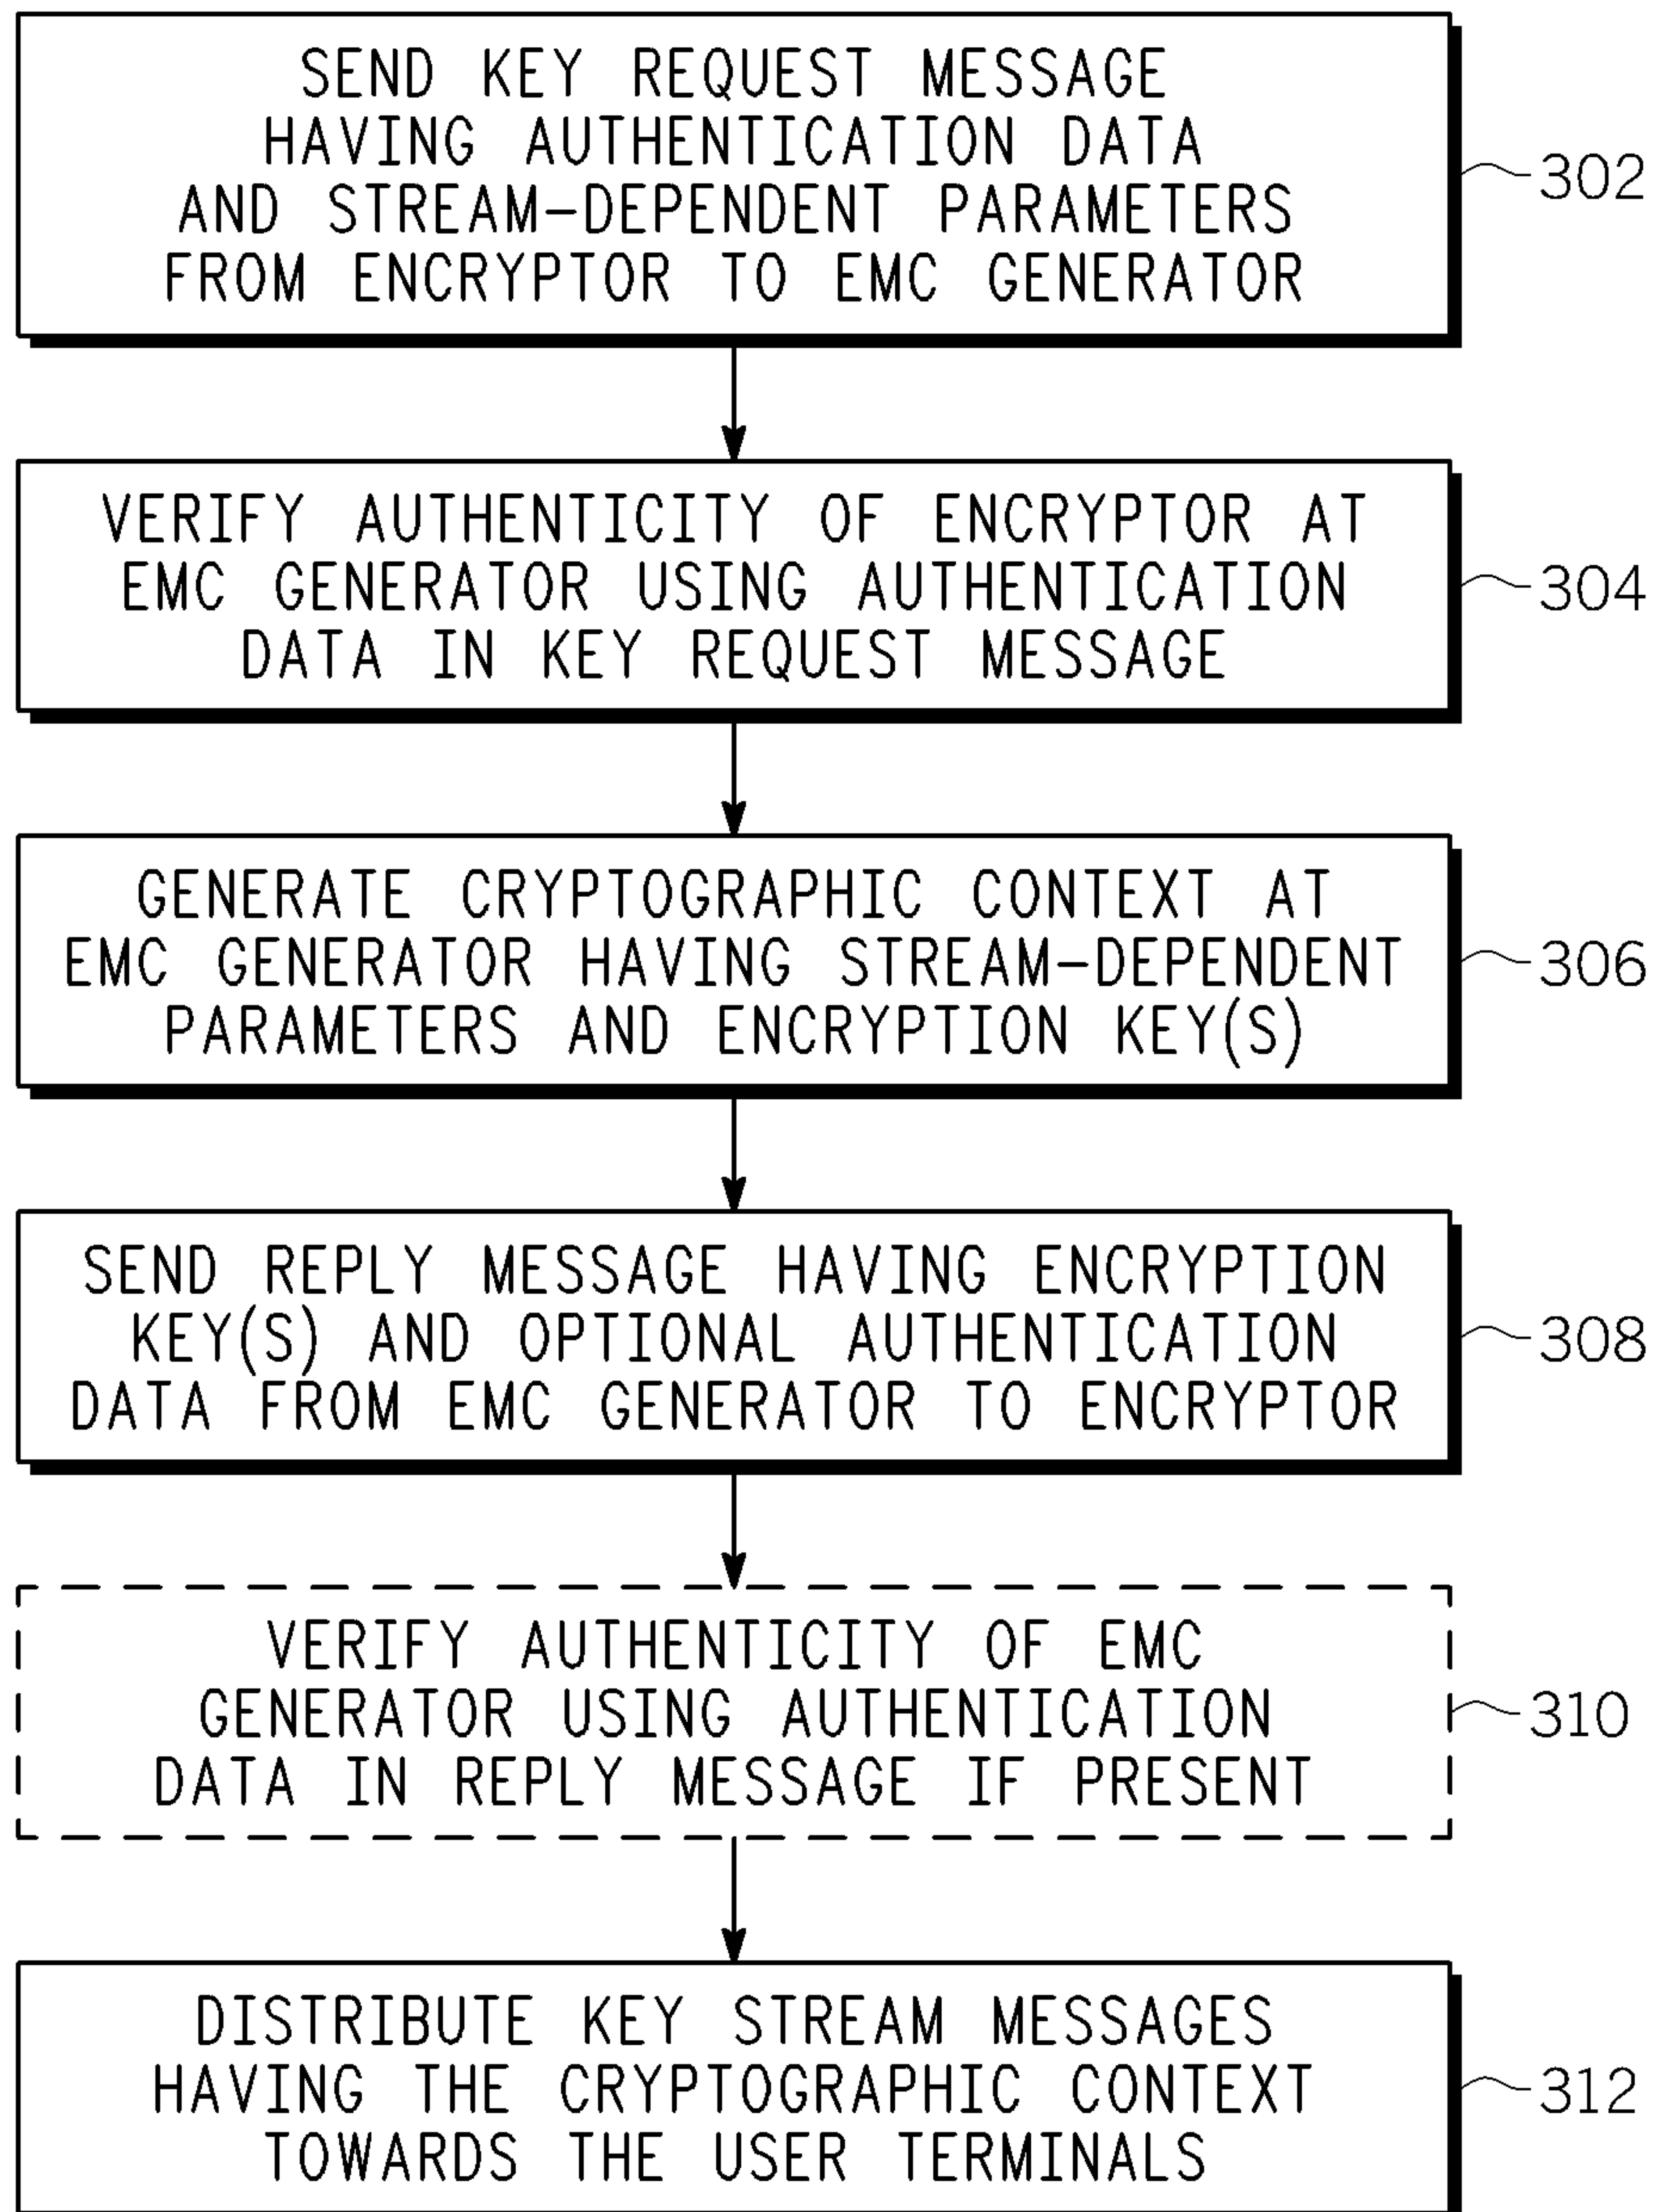 SEND KEY REQUEST MESSAGE
HAVING AUTHENTICATION DATA
AND STREAM-DEPENDENT PARAMETERS
FROM ENCRYPTOR TO EMC GENERATOR
302
VERIFY AUTHENTICITY OF ENCRYPTOR AT
EMC GENERATOR USING AUTHENTICATION
DATA IN KEY REQUEST MESSAGE
304
GENERATE CRYPTOGRAPHIC CONTEXT AT
EMC GENERATOR HAVING STREAM-DEPENDENT
PARAMETERS AND ENCRYPTION KEY(S)
306
SEND REPLY MESSAGE HAVING ENCRYPTION
KEY(S) AND OPTIONAL AUTHENTICATION
DATA FROM EMC GENERATOR TO ENCRYPTOR
308
VERIFY AUTHENTICITY OF EMC
GENERATOR USING AUTHENTICATION
DATA IN REPLY MESSAGE IF PRESENT
310
DISTRIBUTE KEY STREAM MESSAGES
HAVING THE CRYPTOGRAPHIC CONTEXT
TOWARDS THE USER TERMINALS
312